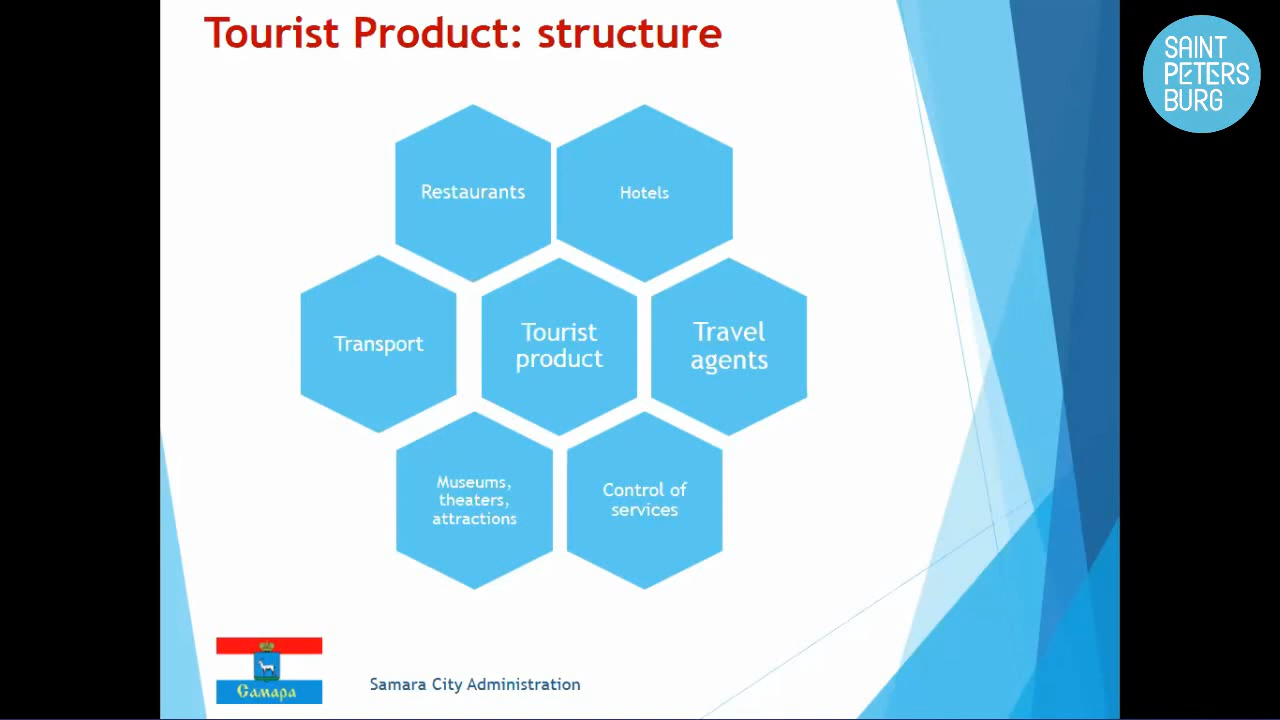 Tourist Product: structure
SAINT
PETERS
BURG
Restaurants
Hotels
Transport
Tourist
product
Travel
agents
Museums,
theaters,
attractions
Control of
services
Самара
Samara City Administration